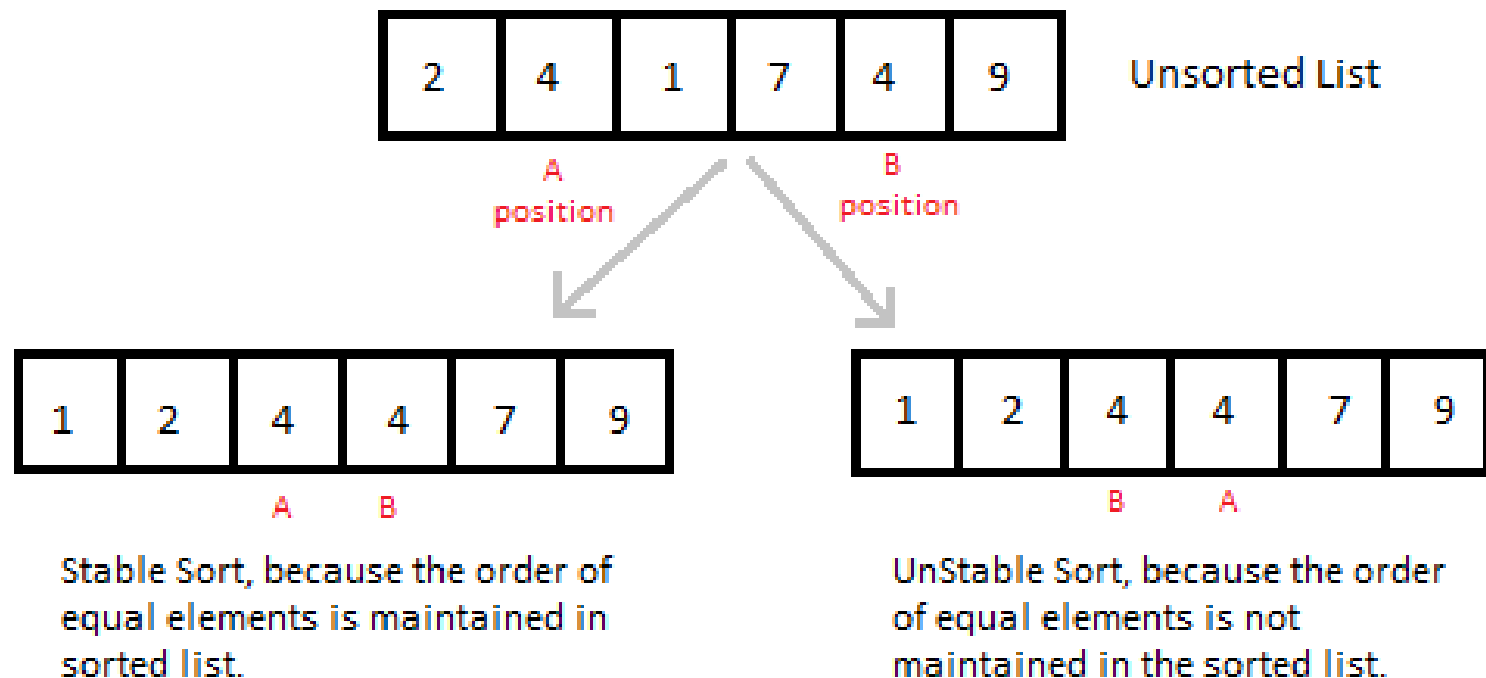 2 4 1 7 4 9 Unsorted List
A B
position position
1 2 4 4 7 9 1 2 4 4 7 9
A B B A
Stable Sort, because the order of
equal elements is maintained in
sorted list.
UnStable Sort, because the order
of equal elements is not
maintained in the sorted list.